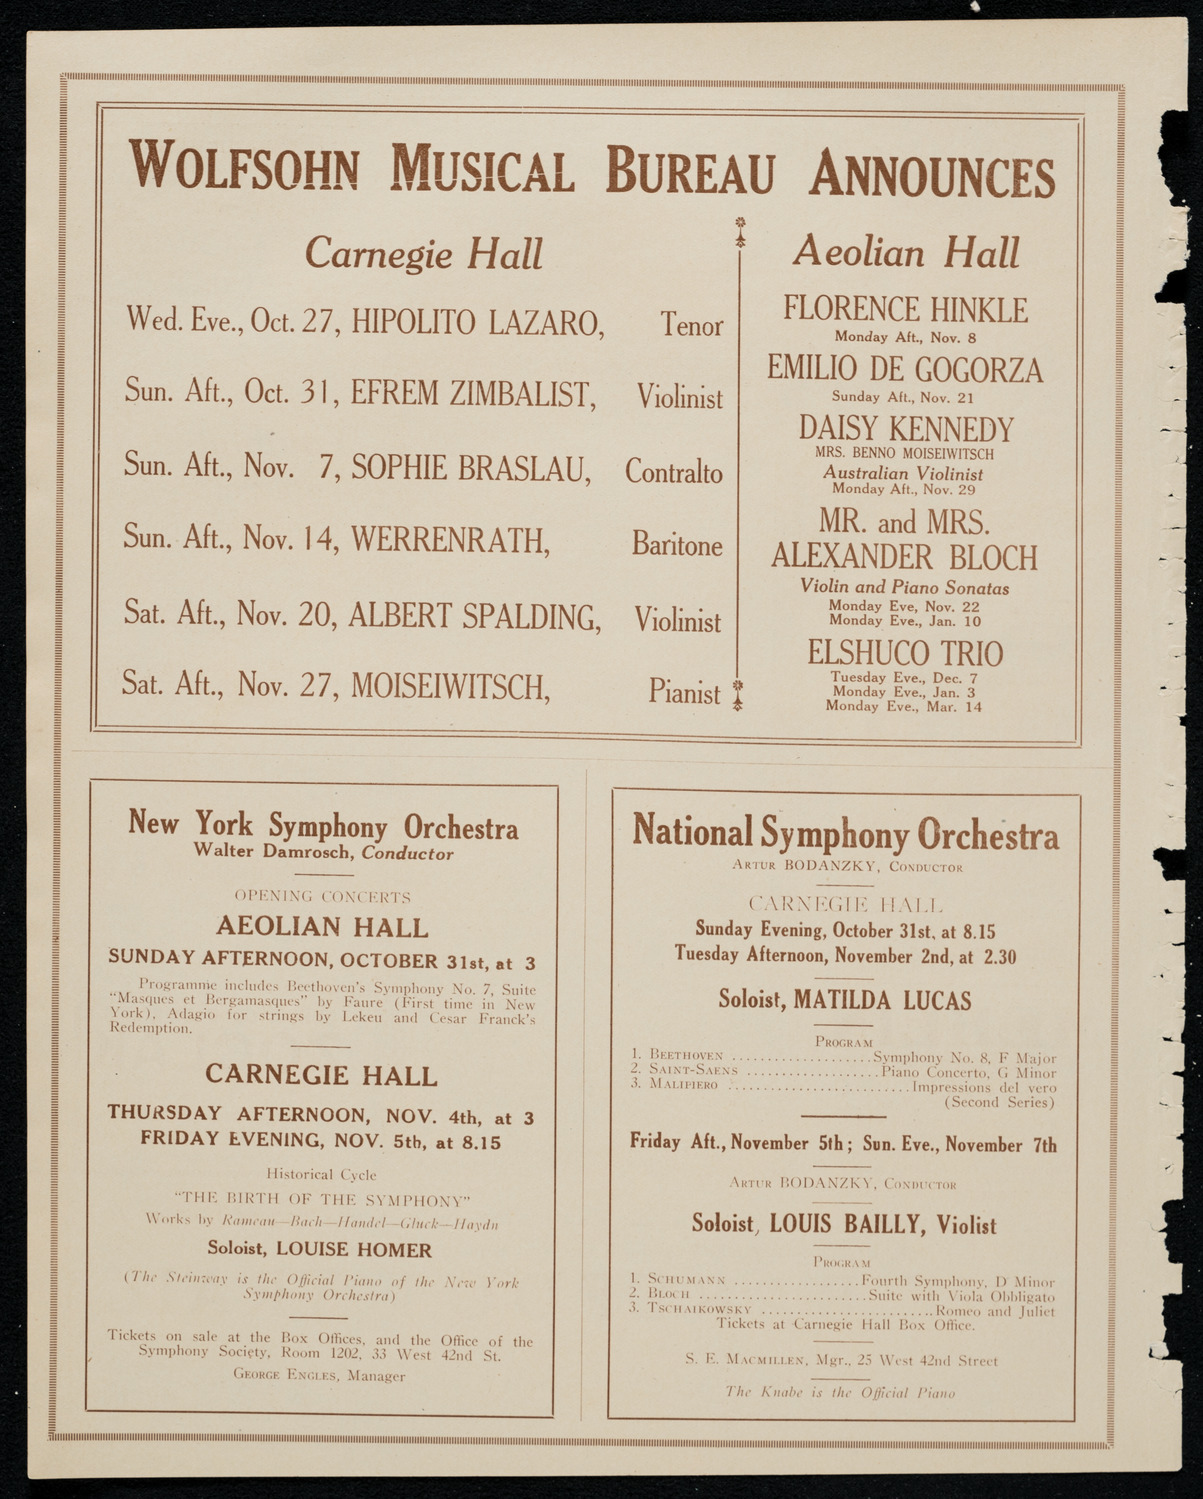 WOLFSOHN MUSICAL BUREAU ANNOUNCES
Carnegie Hall
Wed. Eve., Oct. 27, HIPOLITO LAZARO, Tenor
Sun. Aft., Oct. 31, EFREM ZIMBALIST, Violinist
Sun. Aft., Nov. 7, SOPHIE BRASLAU, Contralto
Sun. Aft., Nov. 14, WERRENRATH, Baritone
Sat. Aft., Nov. 20, ALBERT SPALDING, Violinist
Sat. Aft., Nov. 27, MOISEIWITSCH, Pianist
Aeolian Hall
FLORENCE HINKLE
Monday Aft., Nov. 8
EMILIO DE GOGORZA
Sunday Aft., Nov. 21
DAISY KENNEDY
MRS. BENNO MOISEIWITSCH
Australian Violinist
Monday Aft., Nov. 29
MR. and MRS.
ALEXANDER BLOCH
Violin and Piano Sonatas
Monday Eve, Nov. 22
Monday Eve., Jan. 10
ELSHUCO TRIO
Tuesday Eve., Dec. 7
Monday Eve., Jan. 3
Monday Eve., Mar. 14
New York Symphony Orchestra
Walter Damrosch, Conductor
OPENING CONCERTS
AEOLIAN HALL
SUNDAY AFTERNOON, OCTOBER 31st, at 3
Programme includes Beethoven's Symphony No. 7, Suite
"Masques et Bergamasques" by Faure (First time in New
York), Adagio for strings by Lekeu and Cesar Franck's
Redemption.
CARNEGIE HALL
THURSDAY AFTERNOON, NOV. 4th, at 3
FRIDAY EVENING, NOV. 5th, at 8.15
Historical Cycle
"THE BIRTH OF THE SYMPHONY"
Works by Rameau—Bach—Handel—Gluck—Haydn
Soloist, LOUISE HOMER
(The Steinway is the Official Piano of the New York
Symphony Orchestra)
Tickets on sale at the Box Offices, and the Office of the
Symphony Society, Room 1202, 33 West 42nd St.
GEORGE ENGLES, Manager
National Symphony Orchestra
ARTUR BODANZKY, CONDUCTOR
CARNEGIE HALL
Sunday Evening, October 31st, at 8.15
Tuesday Afternoon, November 2nd, at 2.30
Soloist, MATILDA LUCAS
PROGRAM
1. BEETHOVEN ....................Symphony No. 8, F Major
2. SAINT-SAENS ...................Piano Concerto, G Minor
3. MALIPIERO ..........................Impressions del vero
(Second Series)
Friday Aft., November 5th; Sun. Eve., November 7th
ARTUR BODANZKY, CONDUCTOR
Soloist, LOUIS BAILLY, Violist
PROGRAM
1. SCHUMANN ..................Fourth Symphony, D Minor
2. BLOCH ........................Suite with Viola Obbligato
3. TSCHAIKOWSKY .........................Romeo and Juliet
Tickets at Carnegie Hall Box Office.
S. E. MACMILLEN, Mgr., 25 West 42nd Street
The Knabe is the Official Piano